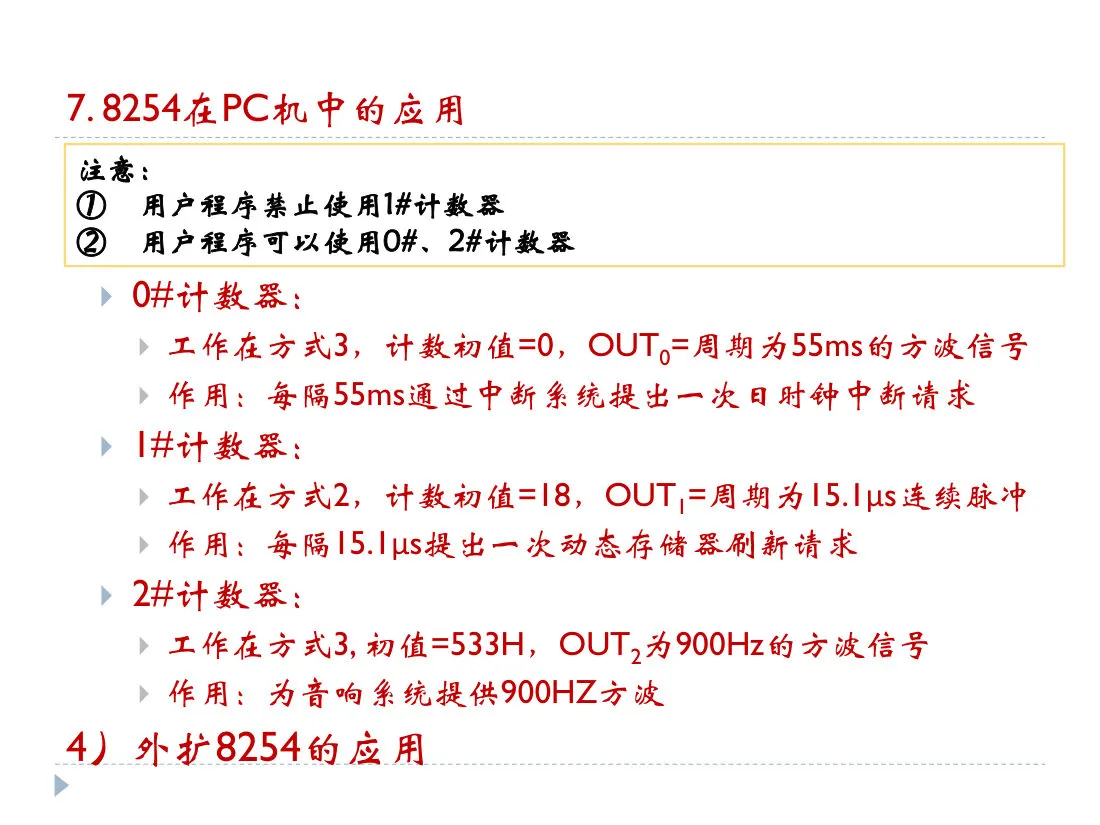 7. 8254在PC机中的应用
注意：
① 用户程序禁止使用1#计数器
② 用户程序可以使用0#、2#计数器
0#计数器：
工作在方式3，计数初值=0，OUT0=周期为55ms的方波信号
作用：每隔55ms通过中断系统提出一次日时钟中断请求
1#计数器：
工作在方式2，计数初值=18，OUT1=周期为15.1μs连续脉冲
作用：每隔15.1μs提出一次动态存储器刷新请求
2#计数器：
工作在方式3, 初值=533H，OUT2为900Hz的方波信号
作用：为音响系统提供900HZ方波
4）外扩8254的应用